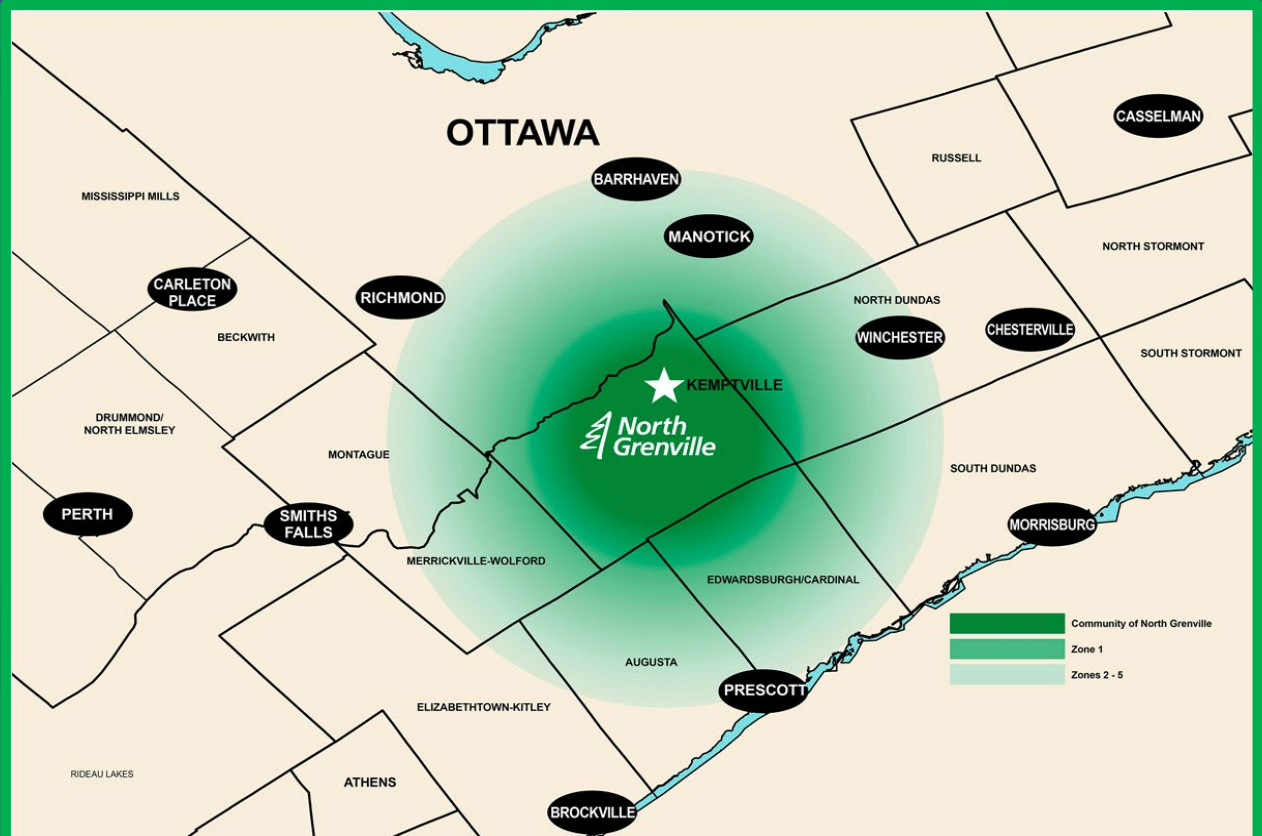 OTTAWA
CASSELMAN
RUSSELL
BARRHAVEN
MISSISSIPPI MILLS
MANOTICK
NORTH STORMONT
CARLETON
PLACE
RICHMOND
NORTH DUNDAS
BECKWITH
WINCHESTER
CHESTERVILLE
SOUTH STORMONT
KEMPTVILLE
DRUMMOND/
NORTH ELMSLEY
North
Grenville
MONTAGUE
SOUTH DUNDAS
PERTH
SMITHS
FALLS
MORRISBURG
MERRICKVILLE-WOLFORD
EDWARDSBURGH/CARDINAL
Community of North Grenville
Zone 1
Zones 2 - 5
AUGUSTA
PRESCOTT
ELIZABETHTOWN-KITLEY
RIDEAU LAKES
ATHENS
BROCKVILLE